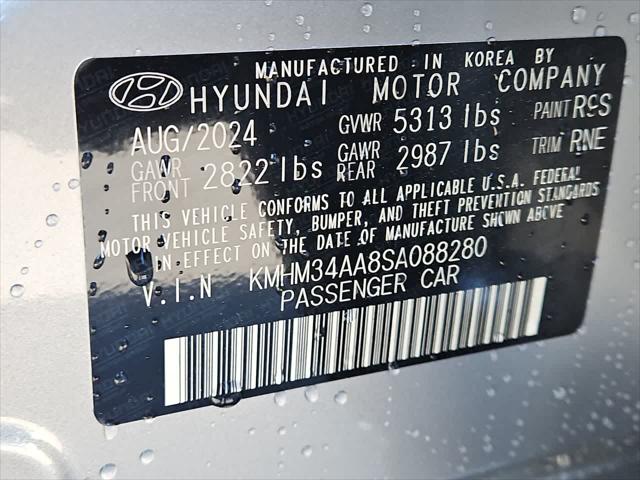 MANUFACTURED IN KOREA BY
HYUNDAI MOTOR COMPANY
AUG/2024 GVWR 5313 lbs PAINT R9S
GAWR FRONT 2822 lbs GAWR REAR 2987 lbs TRIM RNE
THIS VEHICLE CONFORMS TO ALL APPLICABLE U.S.A. FEDERAL
MOTOR VEHICLE SAFETY, BUMPER, AND THEFT PREVENTION STANDARDS
IN EFFECT ON THE DATE OF MANUFACTURE SHOWN ABOVE
V.I.N KMHM34AA8SA088280
PASSENGER CAR